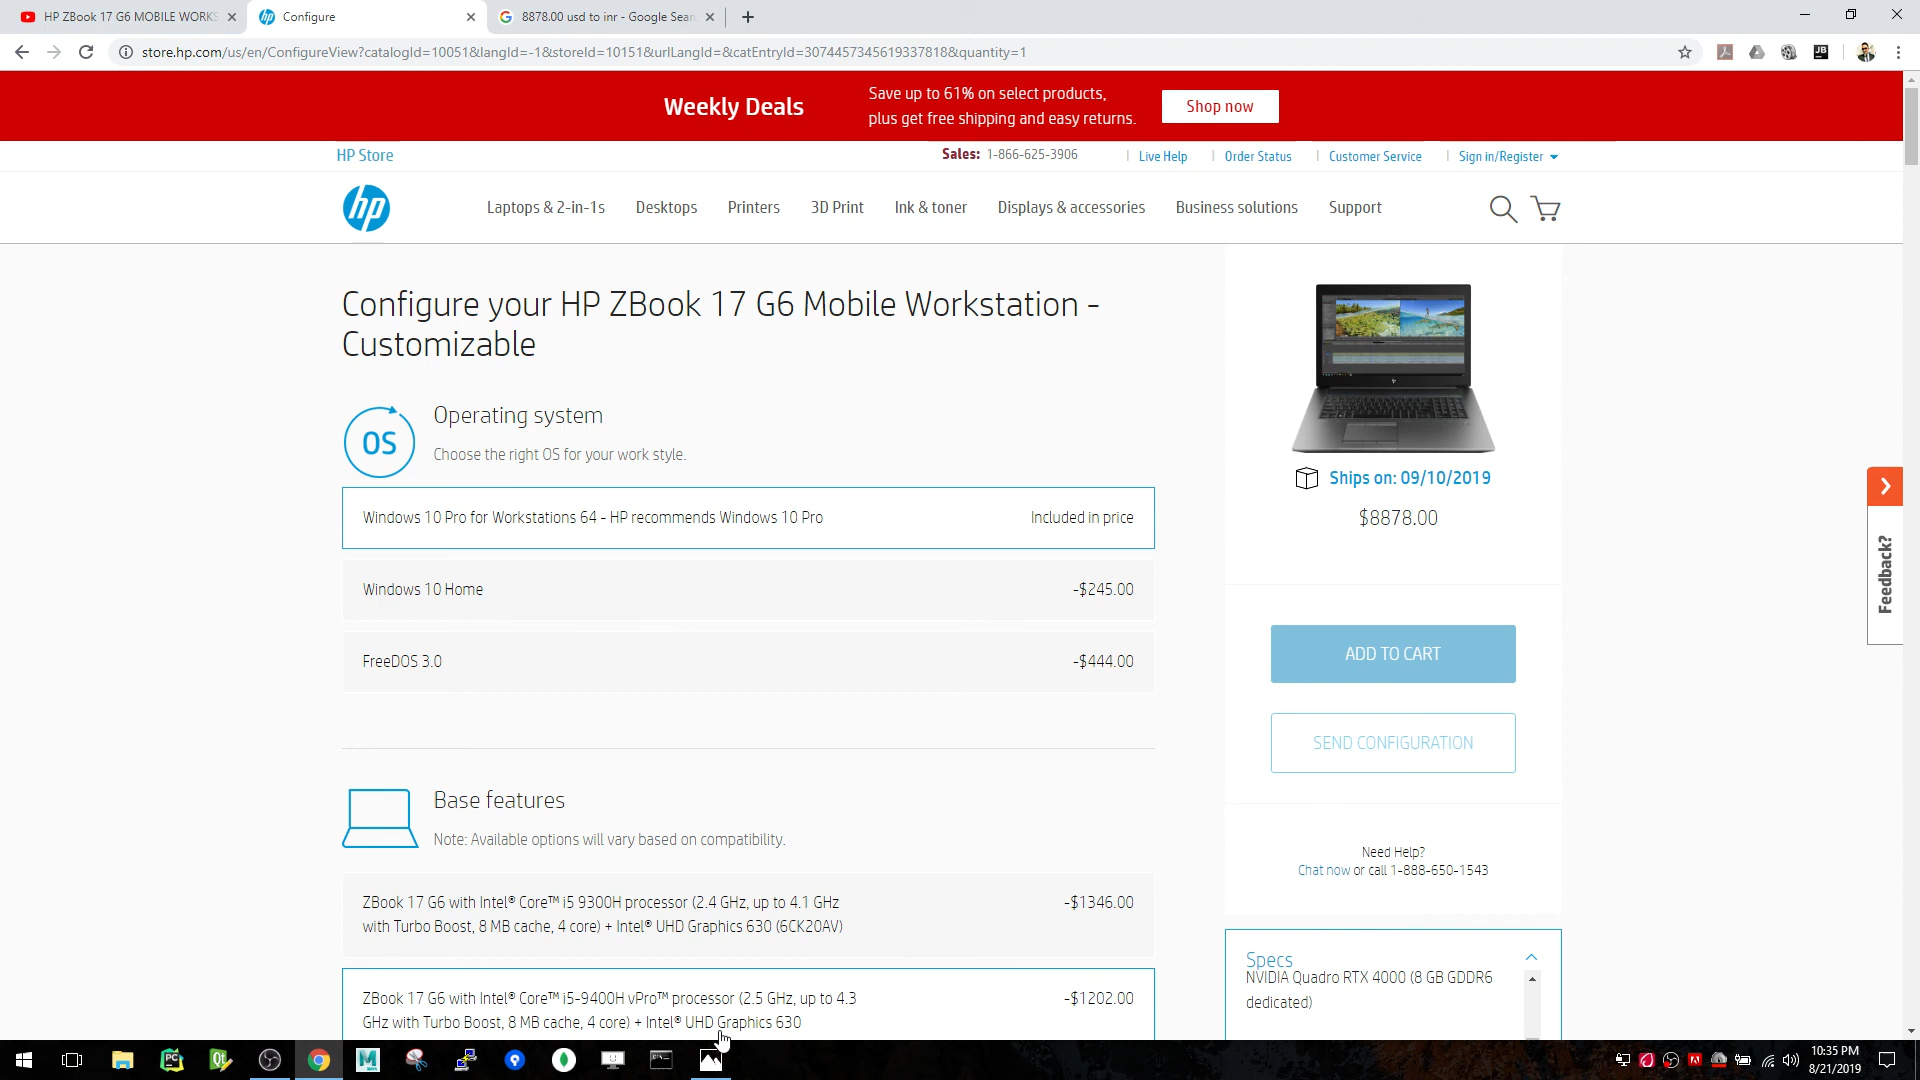 HP ZBook 17 G6 MOBILE WORKS
Configure
8878.00 usd to inr - Google Sear
store.hp.com/us/en/ConfigureView?catalogId=10051&langId=-1&storeId=10151&urlLangId=&catEntryId=3074457345619337818&quantity=1
Weekly Deals
Save up to 61% on select products,
plus get free shipping and easy returns.
Shop now
HP Store
Sales: 1-866-625-3906
Live Help
Order Status
Customer Service
Sign in/Register
hp
Laptops & 2-in-1s
Desktops
Printers
3D Print
Ink & toner
Displays & accessories
Business solutions
Support
Configure your HP ZBook 17 G6 Mobile Workstation -
Customizable
OS
Operating system
Choose the right OS for your work style.
Windows 10 Pro for Workstations 64 - HP recommends Windows 10 Pro
Included in price
Windows 10 Home
-$245.00
FreeDOS 3.0
-$444.00
Base features
Note: Available options will vary based on compatibility.
ZBook 17 G6 with Intel® Core™ i5 9300H processor (2.4 GHz, up to 4.1 GHz
with Turbo Boost, 8 MB cache, 4 core) + Intel® UHD Graphics 630 (6CK20AV)
-$1346.00
ZBook 17 G6 with Intel® Core™ i5-9400H vPro™ processor (2.5 GHz, up to 4.3
GHz with Turbo Boost, 8 MB cache, 4 core) + Intel® UHD Graphics 630
-$1202.00
Ships on: 09/10/2019
$8878.00
ADD TO CART
SEND CONFIGURATION
Need Help?
Chat now or call 1-888-650-1543
Specs
NVIDIA Quadro RTX 4000 (8 GB GDDR6
dedicated)
Feedback?
10:35 PM
8/21/2019